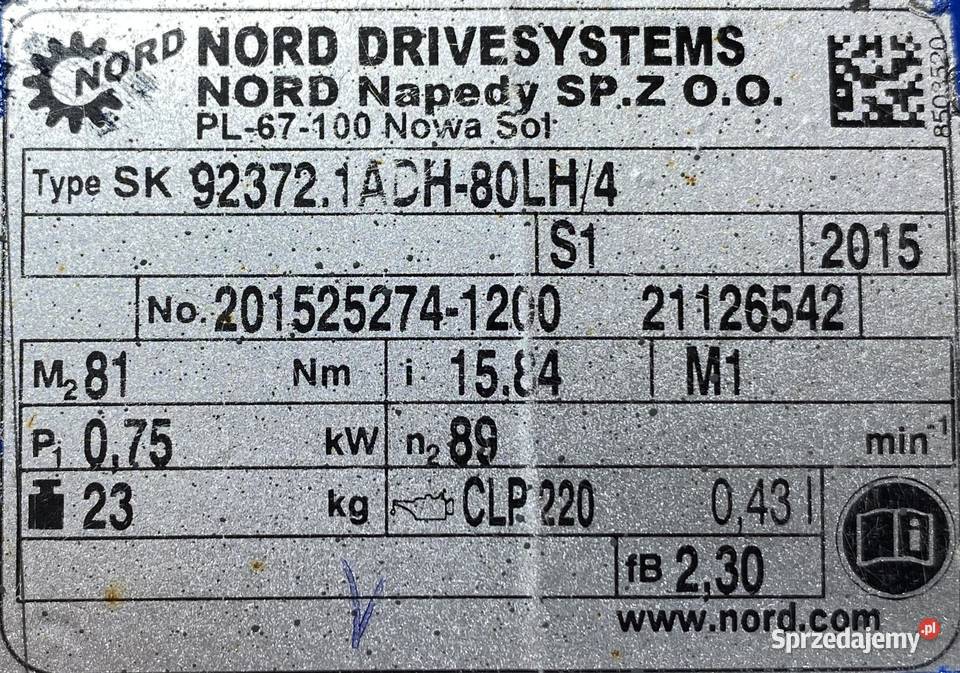 NORD
NORD DRIVESYSTEMS
NORD Napedy SP.Z O.O.
PL-67-100 Nowa Sol
8503520
Type SK 92372.1ADH-80LH/4
S1 2015
No. 201525274-1200 21126542
M2 81 Nm i 15.84 M1
P1 0,75 kW n2 89 min-1
23 kg CLP 220 0,43 l
fB 2,30
www.nord.com
Sprzedajemy.pl